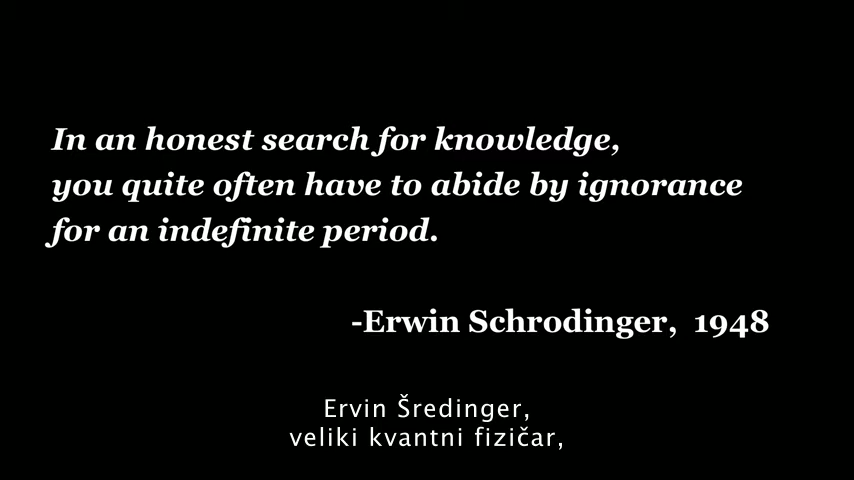 In an honest search for knowledge,
you quite often have to abide by ignorance
for an indefinite period.
-Erwin Schrodinger, 1948
Ervin Šredinger,
veliki kvantni fizičar,